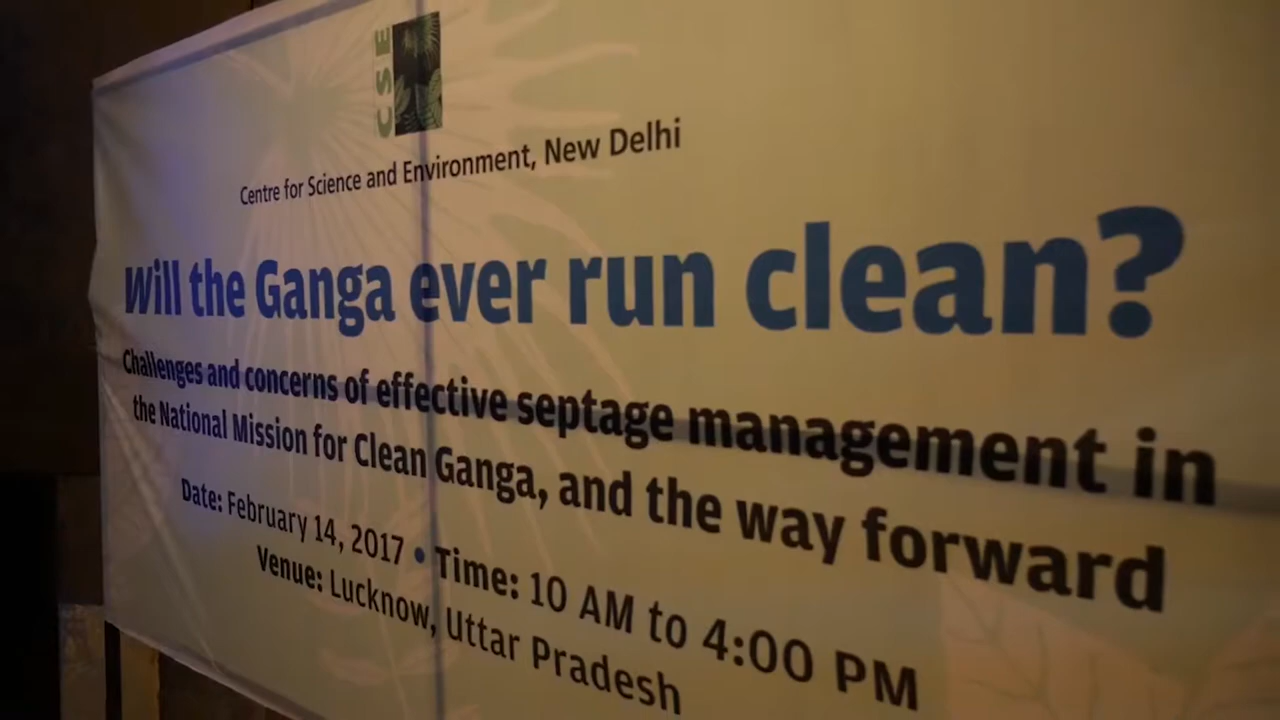 CSE
Centre for Science and Environment, New Delhi
Will the Ganga ever run clean?
Challenges and concerns of effective septage management in
the National Mission for Clean Ganga, and the way forward
Date: February 14, 2017 • Time: 10 AM to 4:00 PM
Venue: Lucknow, Uttar Pradesh